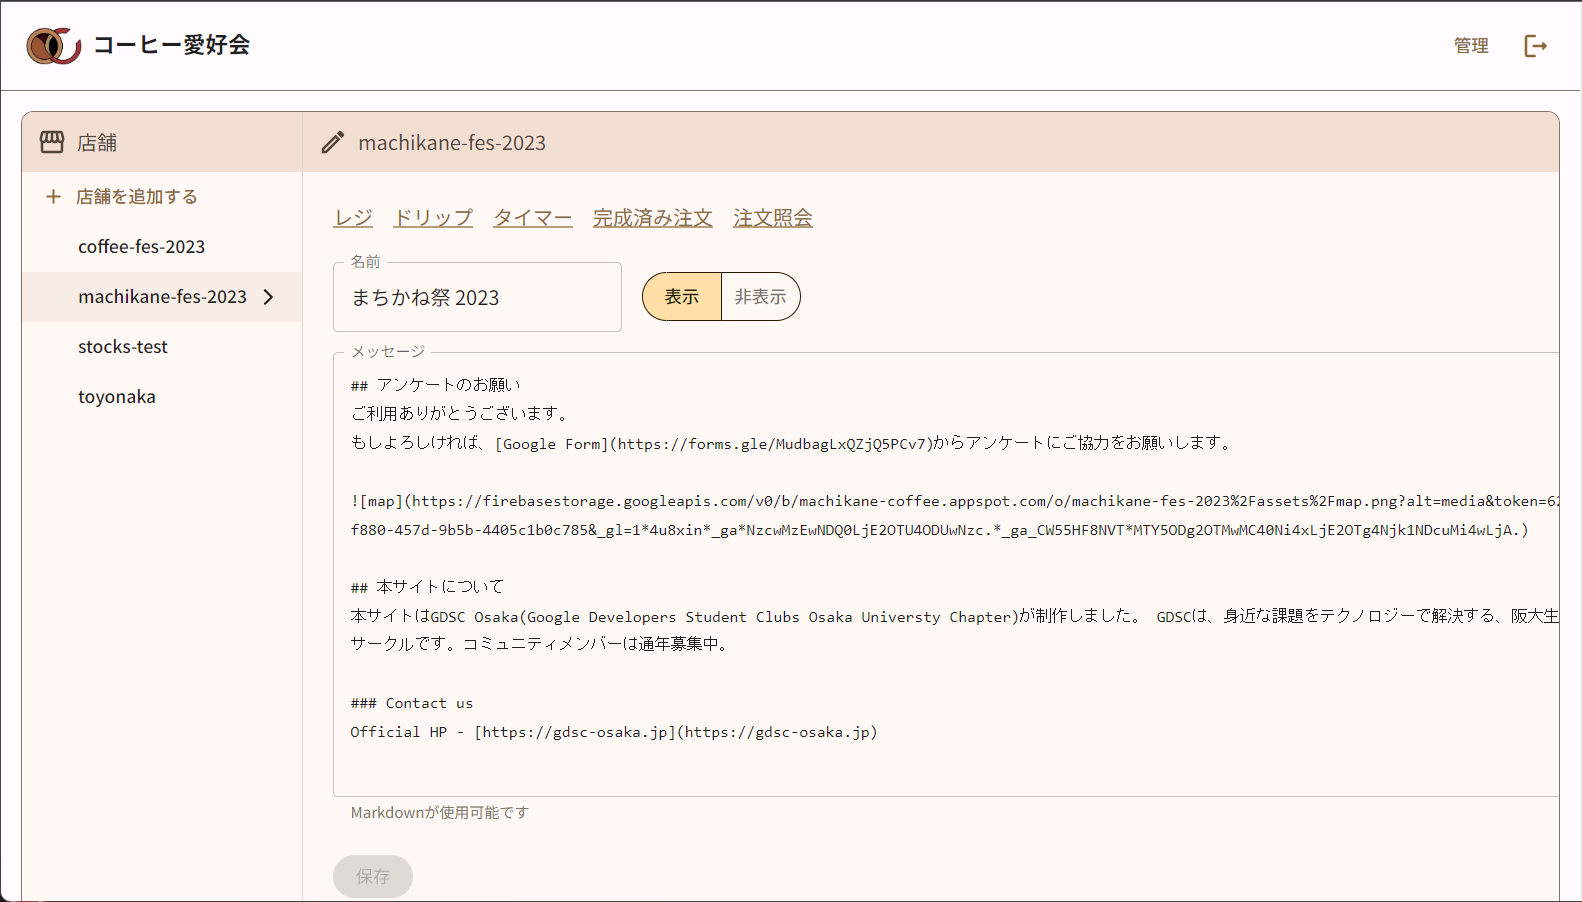 コーヒー愛好会
管理
店舗
店舗を追加する
coffee-fes-2023
machikane-fes-2023
stocks-test
toyonaka
machikane-fes-2023
レジ ドリップ タイマー 完成済み注文 注文照会
名前
まちかね祭 2023
表示 非表示
メッセージ
## アンケートのお願い
ご利用ありがとうございます。
もしよろしければ、[Google Form](https://forms.gle/MudbagLxQZjQ5PCv7)からアンケートにご協力をお願いします。
![map](https://firebasestorage.googleapis.com/v0/b/machikane-coffee.appspot.com/o/machikane-fes-2023%2Fassets%2Fmap.png?alt=media&token=62
f880-457d-9b5b-4405c1b0c785&_gl=1*4u8xin*_ga*NzcwMzEwNDQ0LjE2OTU4ODUwNzc.*_ga_CW55HF8NVT*MTY5ODg2OTMwMC40Ni4xLjE2OTg4Njk1NDcuMi4wLjA.)
## 本サイトについて
本サイトはGDSC Osaka(Google Developers Student Clubs Osaka Universty Chapter)が制作しました。 GDSCは、身近な課題をテクノロジーで解決する、阪大生
サークルです。コミュニティメンバーは通年募集中。
### Contact us
Official HP - [https://gdsc-osaka.jp](https://gdsc-osaka.jp)
Markdownが使用可能です
保存